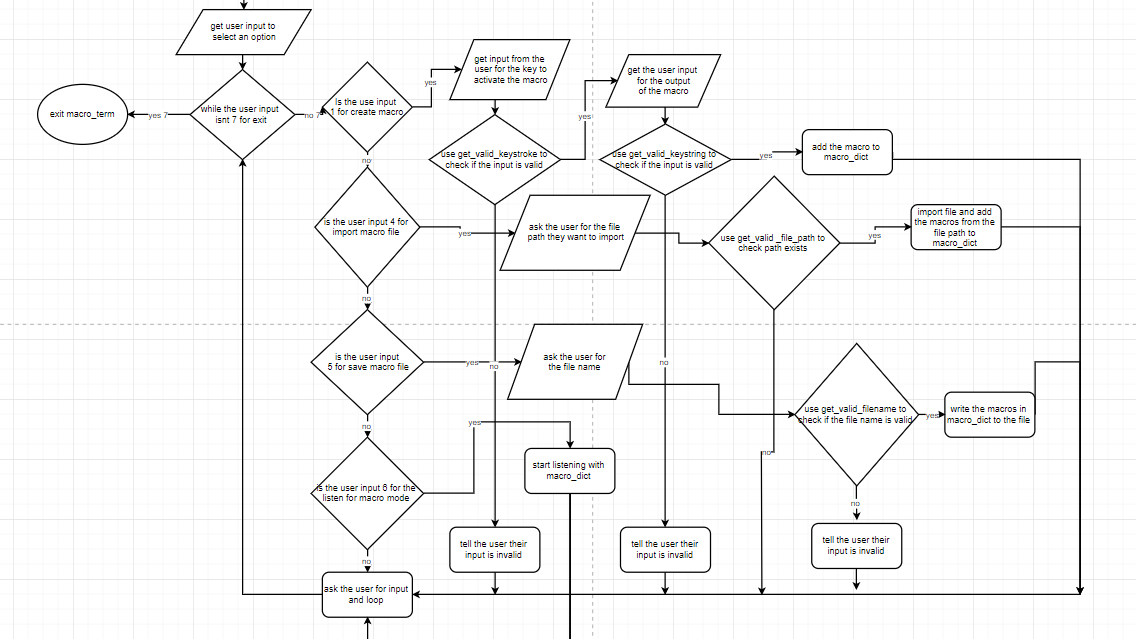 get user input to
select an option
exit macro_term
yes 7
while the user input
isnt 7 for exit
no 7
Is the use input
1 for create macro
yes
get input from the
user for the key to
activate the macro
use get_valid_keystroke to
check if the input is valid
yes
get the user input
for the output
of the macro
use get_valid_keystring to
check if the input is valid
yes
add the macro to
macro_dict
no
is the user input 4 for
import macro file
yes
ask the user for the file
path they want to import
use get_valid _file_path to
check path exists
yes
import file and add
the macros from the
file path to
macro_dict
no
is the user input
5 for save macro file
yes
no
ask the user for
the file name
no
use get_valid_filename to
check if the file name is valid
yes
write the macros in
macro_dict to the file
no
is the user input 6 for the
listen for macro mode
yes
start listening with
macro_dict
no
no
tell the user their
input is invalid
tell the user their
input is invalid
tell the user their
input is invalid
no
ask the user for input
and loop